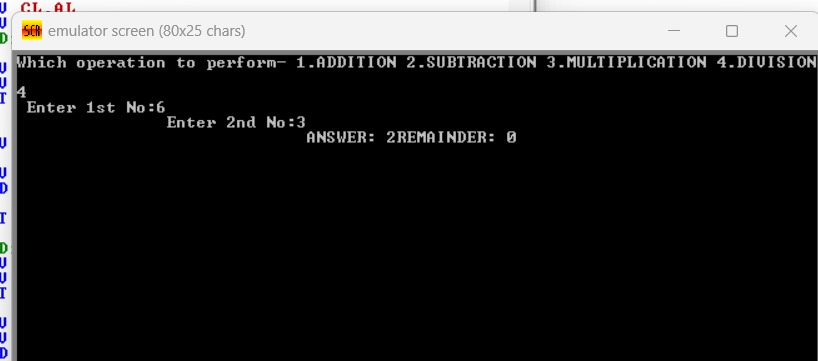 CL,AL
SCR emulator screen (80x25 chars)
Which operation to perform- 1.ADDITION 2.SUBTRACTION 3.MULTIPLICATION 4.DIVISION
4
Enter 1st No:6
Enter 2nd No:3
ANSWER: 2REMAINDER: 0